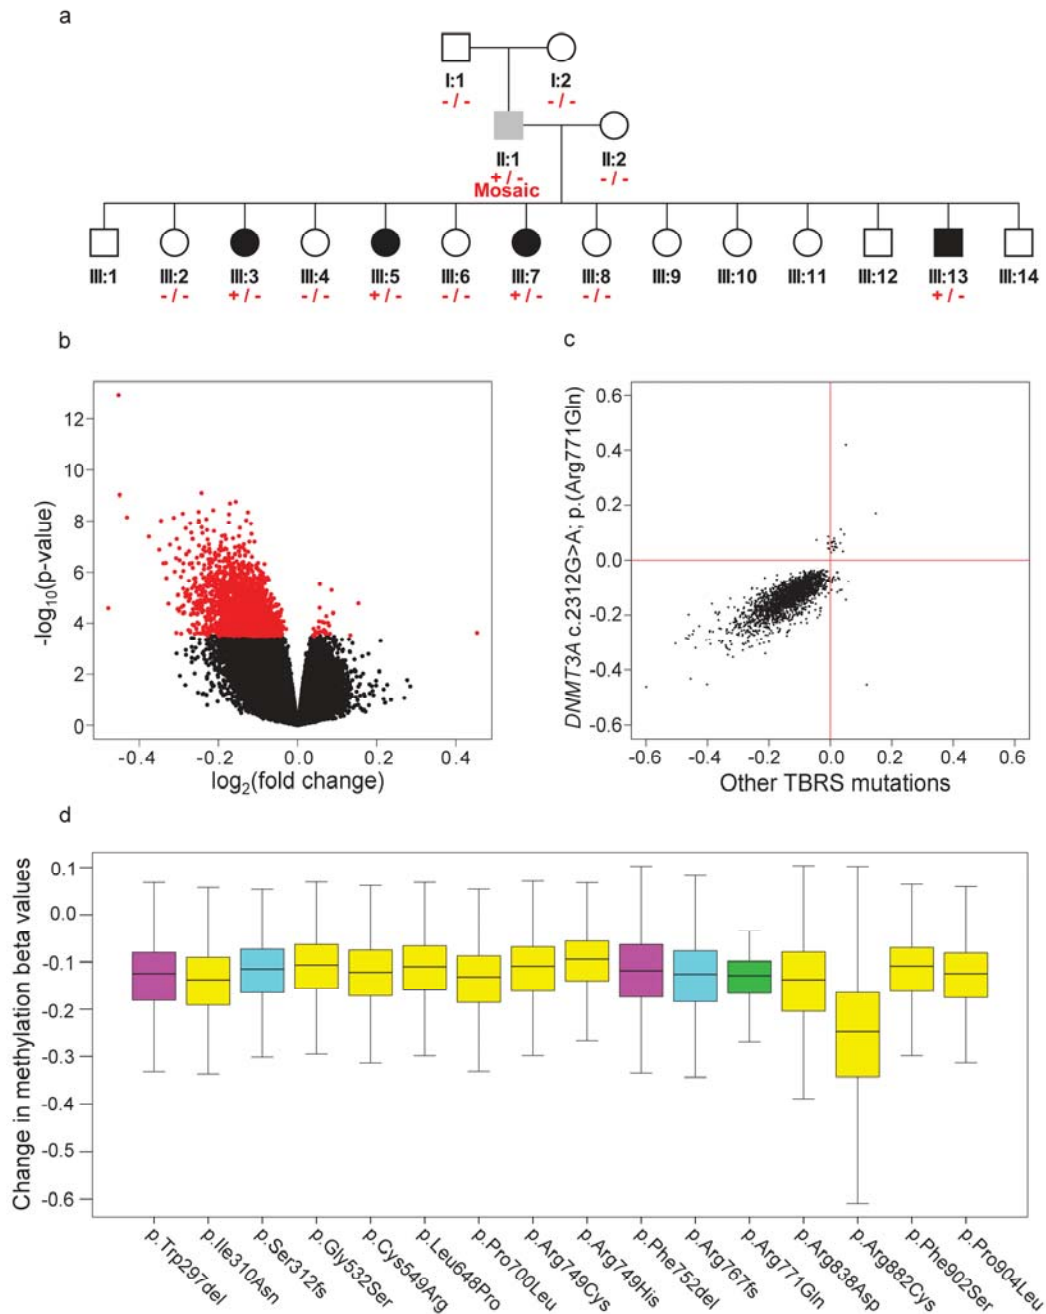 a
I:1 I:2
- / - - / -
II:1 II:2
+ / - - / -
Mosaic
III:1 III:2 III:3 III:4 III:5 III:6 III:7 III:8 III:9 III:10 III:11 III:12 III:13 III:14
- / - + / - - / - + / - - / - + / - - / - + / -
b
-log10(p-value)
12
10
8
6
4
2
0
-0.4 -0.2 0.0 0.2 0.4
log2(fold change)
c
DNMT3A c.2312G>A; p.(Arg771Gln)
0.6
0.4
0.2
0.0
-0.2
-0.4
-0.6
-0.6 -0.4 -0.2 0.0 0.2 0.4 0.6
Other TBRS mutations
d
Change in methylation beta values
0.1
0.0
-0.1
-0.2
-0.3
-0.4
-0.5
-0.6
p.Trp297del
p.Ile310Asn
p.Ser312fs
p.Gly532Ser
p.Cys549Arg
p.Leu648Pro
p.Pro700Leu
p.Arg749Cys
p.Arg749His
p.Phe752del
p.Arg767fs
p.Arg771Gln
p.Arg838Asp
p.Arg882Cys
p.Phe902Ser
p.Pro904Leu